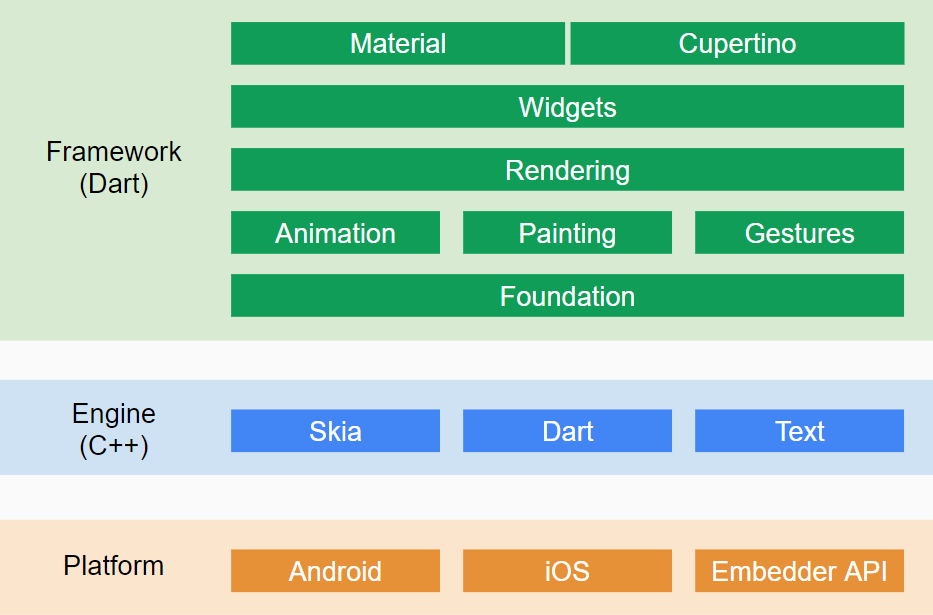 Framework
(Dart)
Material
Cupertino
Widgets
Rendering
Animation
Painting
Gestures
Foundation
Engine
(C++)
Skia
Dart
Text
Platform
Android
iOS
Embedder API